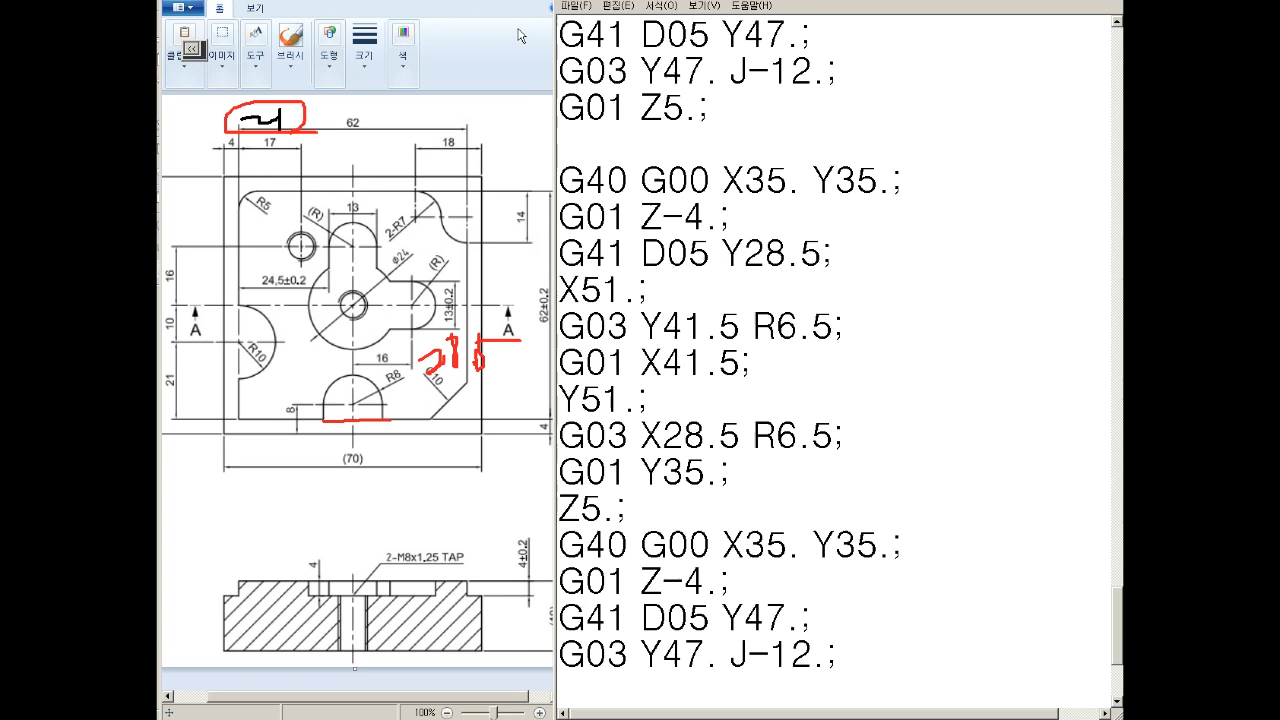 홈 보기
이미지 도구 브러시 도형 크기 색
62
4 17 18
R5 (R) 13 2-R7 14
Φ24 (R)
16 24,5±0.2 13±0.2 62±0.2
A A
10 R10
16
21 R8 C10
8 4
(70)
2-M8x1.25 TAP
4 4±0.2
100%
파일(F) 편집(E) 서식(O) 보기(V) 도움말(H)
G41 D05 Y47.;
G03 Y47. J-12.;
G01 Z5.;
G40 G00 X35. Y35.;
G01 Z-4.;
G41 D05 Y28.5;
X51.;
G03 Y41.5 R6.5;
G01 X41.5;
Y51.;
G03 X28.5 R6.5;
G01 Y35.;
Z5.;
G40 G00 X35. Y35.;
G01 Z-4.;
G41 D05 Y47.;
G03 Y47. J-12.;